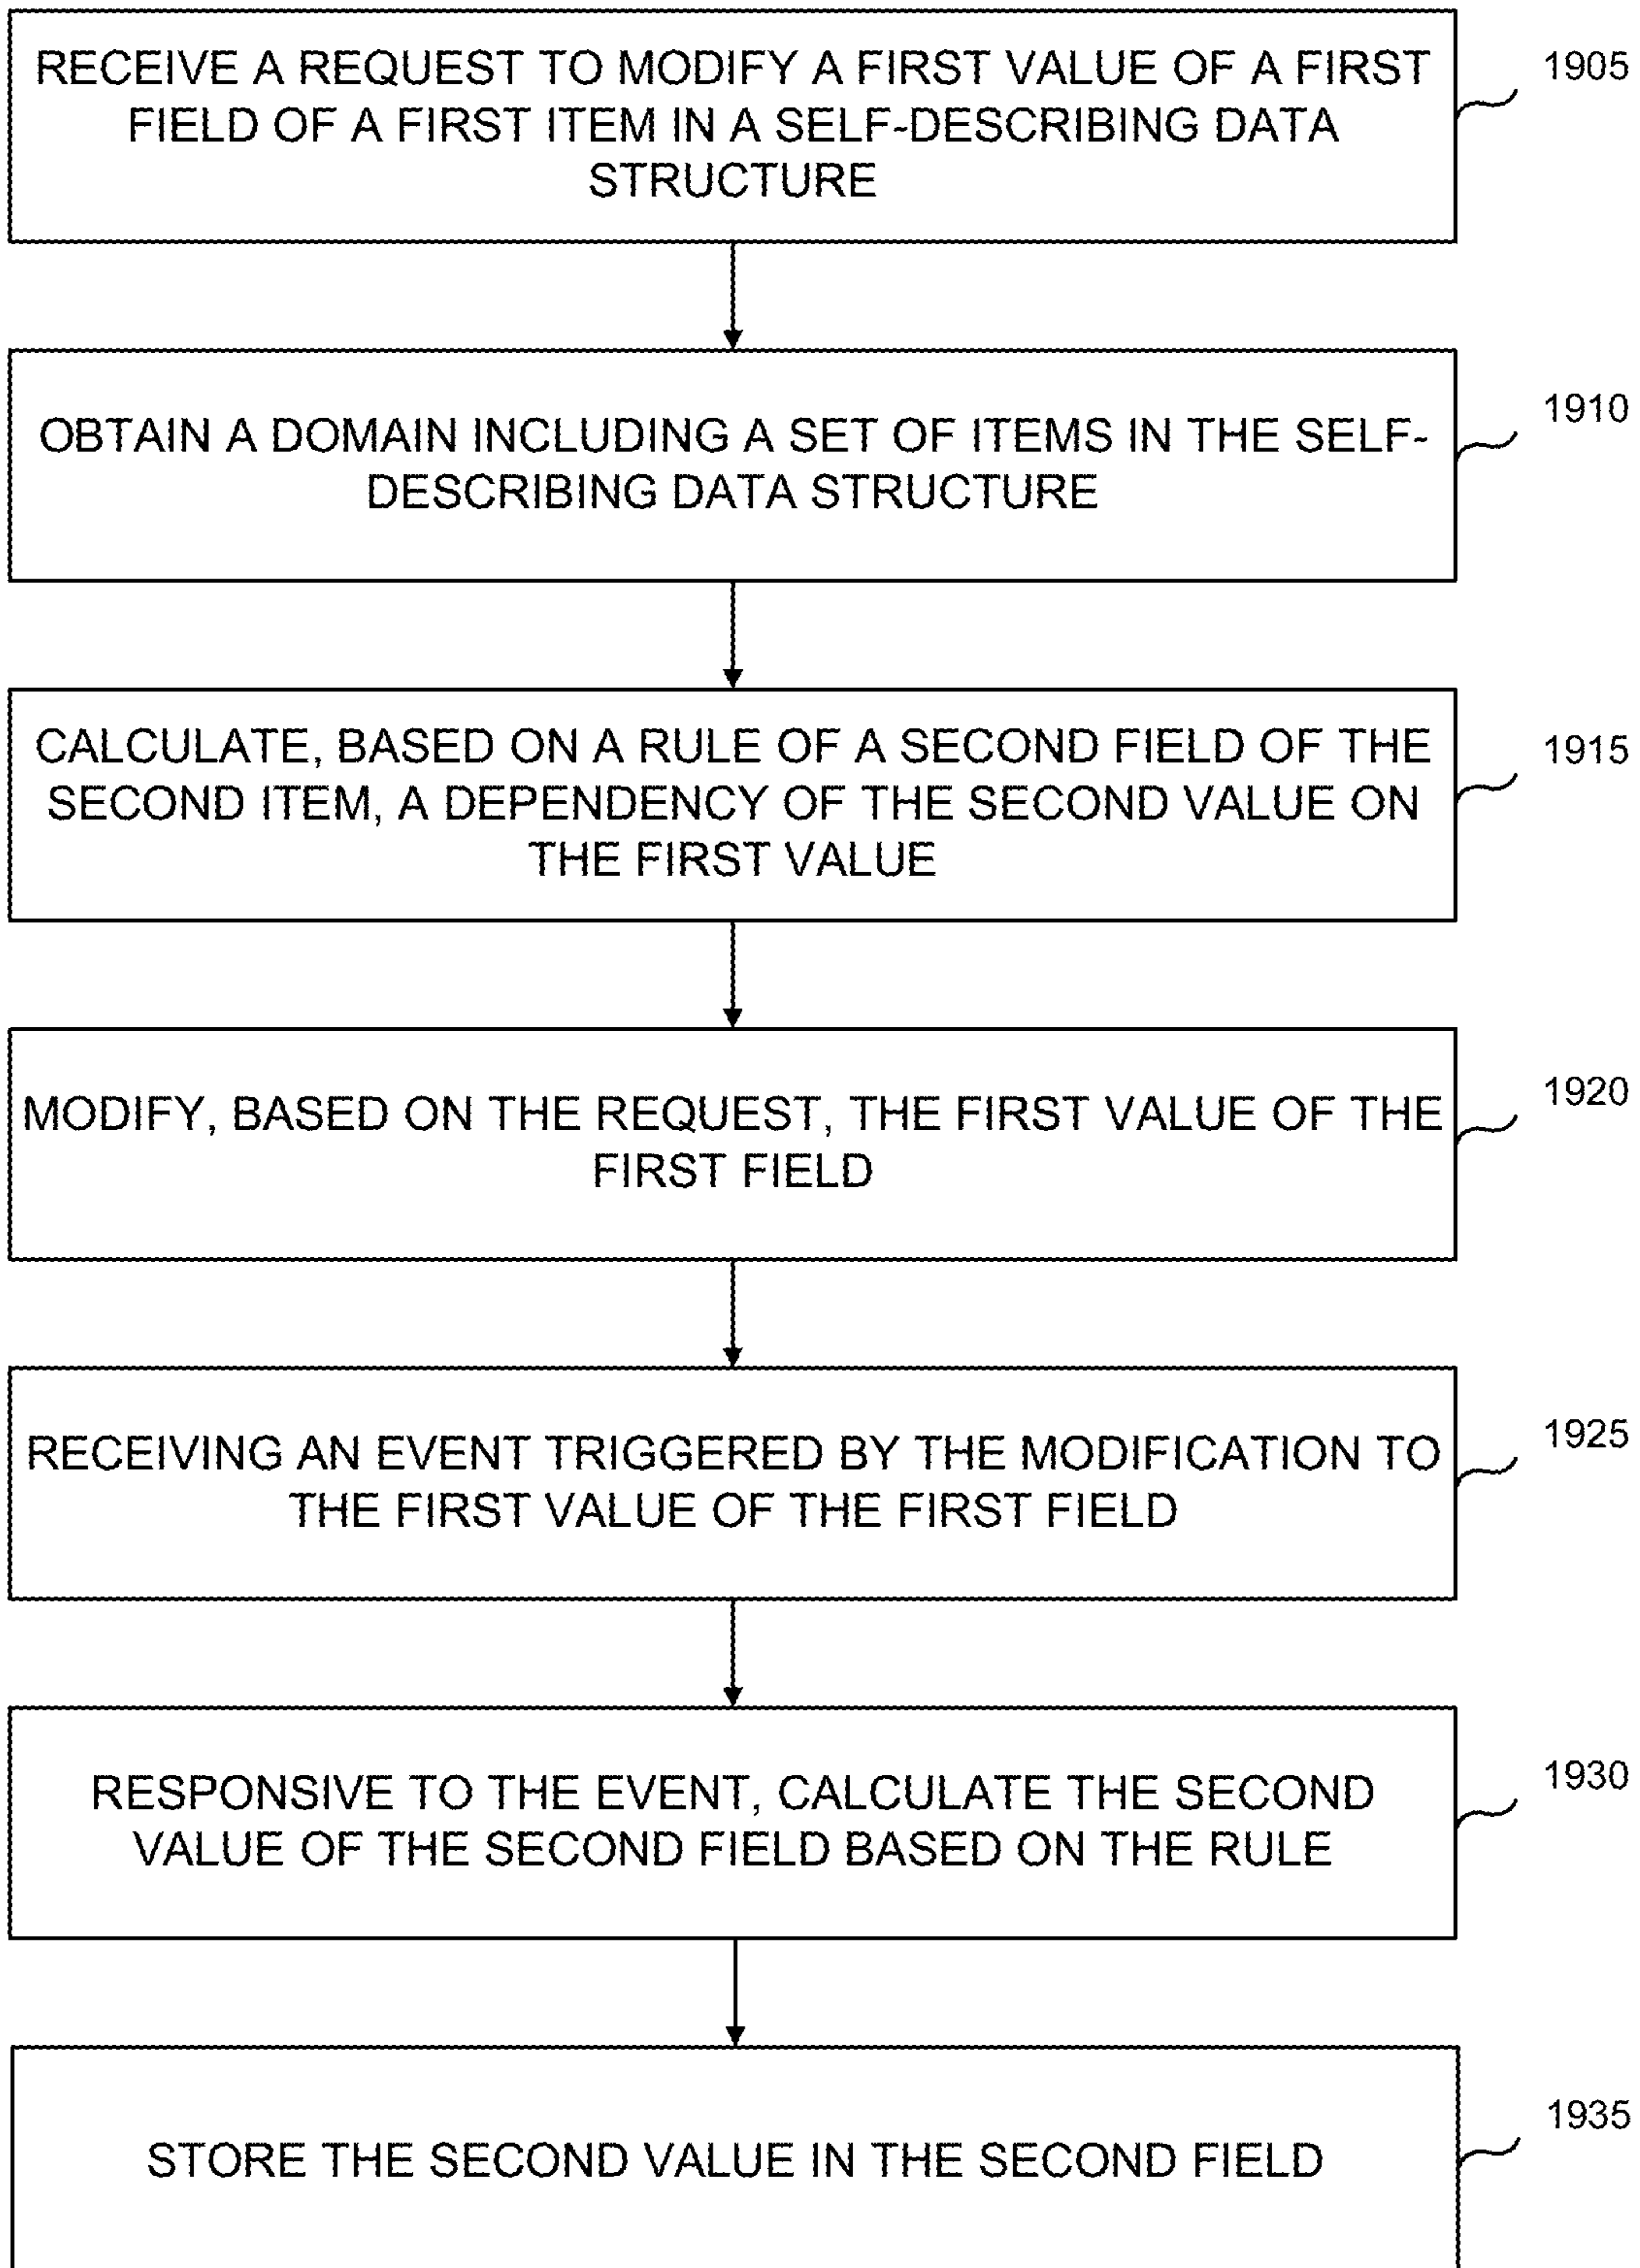 RECEIVE A REQUEST TO MODIFY A FIRST VALUE OF A FIRST
FIELD OF A FIRST ITEM IN A SELF-DESCRIBING DATA
STRUCTURE
1905
OBTAIN A DOMAIN INCLUDING A SET OF ITEMS IN THE SELF-
DESCRIBING DATA STRUCTURE
1910
CALCULATE, BASED ON A RULE OF A SECOND FIELD OF THE
SECOND ITEM, A DEPENDENCY OF THE SECOND VALUE ON
THE FIRST VALUE
1915
MODIFY, BASED ON THE REQUEST, THE FIRST VALUE OF THE
FIRST FIELD
1920
RECEIVING AN EVENT TRIGGERED BY THE MODIFICATION TO
THE FIRST VALUE OF THE FIRST FIELD
1925
RESPONSIVE TO THE EVENT, CALCULATE THE SECOND
VALUE OF THE SECOND FIELD BASED ON THE RULE
1930
STORE THE SECOND VALUE IN THE SECOND FIELD
1935